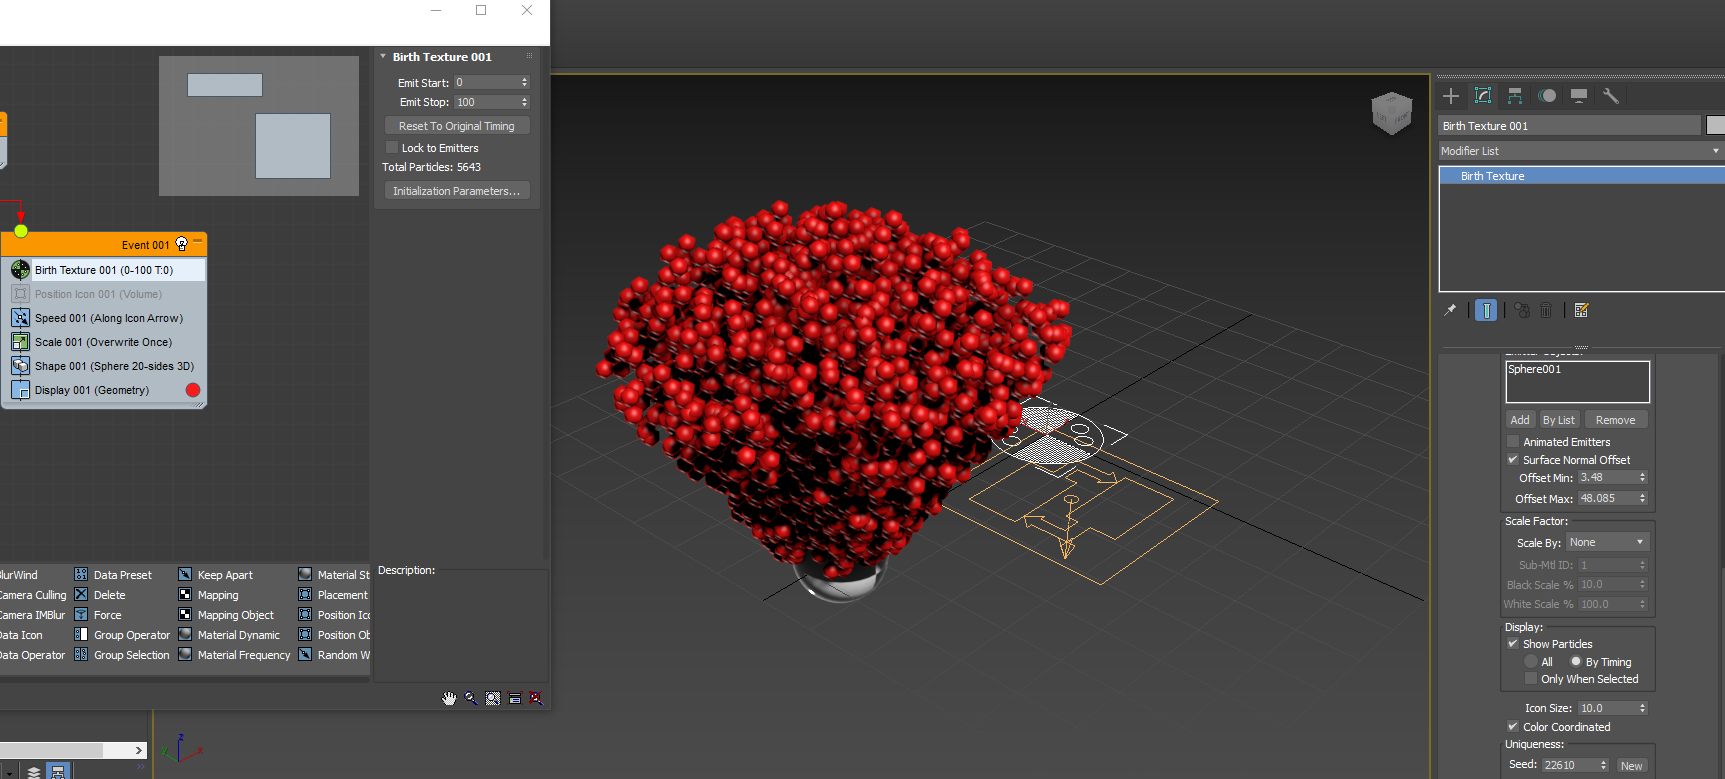 Birth Texture 001
Emit Start: 0
Emit Stop: 100
Reset To Original Timing
Lock to Emitters
Total Particles: 5643
Initialization Parameters...
Event 001
Birth Texture 001 (0-100 T:0)
Position Icon 001 (Volume)
Speed 001 (Along Icon Arrow)
Scale 001 (Overwrite Once)
Shape 001 (Sphere 20-sides 3D)
Display 001 (Geometry)
BlurWind Data Preset Keep Apart Material St
Camera Culling Delete Mapping Placement
Camera IMBlur Force Mapping Object Position Ico
Data Icon Group Operator Material Dynamic Position Ob
Data Operator Group Selection Material Frequency Random W
Description:
z
y
x
Birth Texture 001
Modifier List
Birth Texture
Sphere001
Add By List Remove
Animated Emitters
Surface Normal Offset
Offset Min: 3.48
Offset Max: 48.085
Scale Factor:
Scale By: None
Sub-Mtl ID: 1
Black Scale % 10.0
White Scale % 100.0
Display:
Show Particles
All By Timing
Only When Selected
Icon Size: 10.0
Color Coordinated
Uniqueness:
Seed: 22610 New